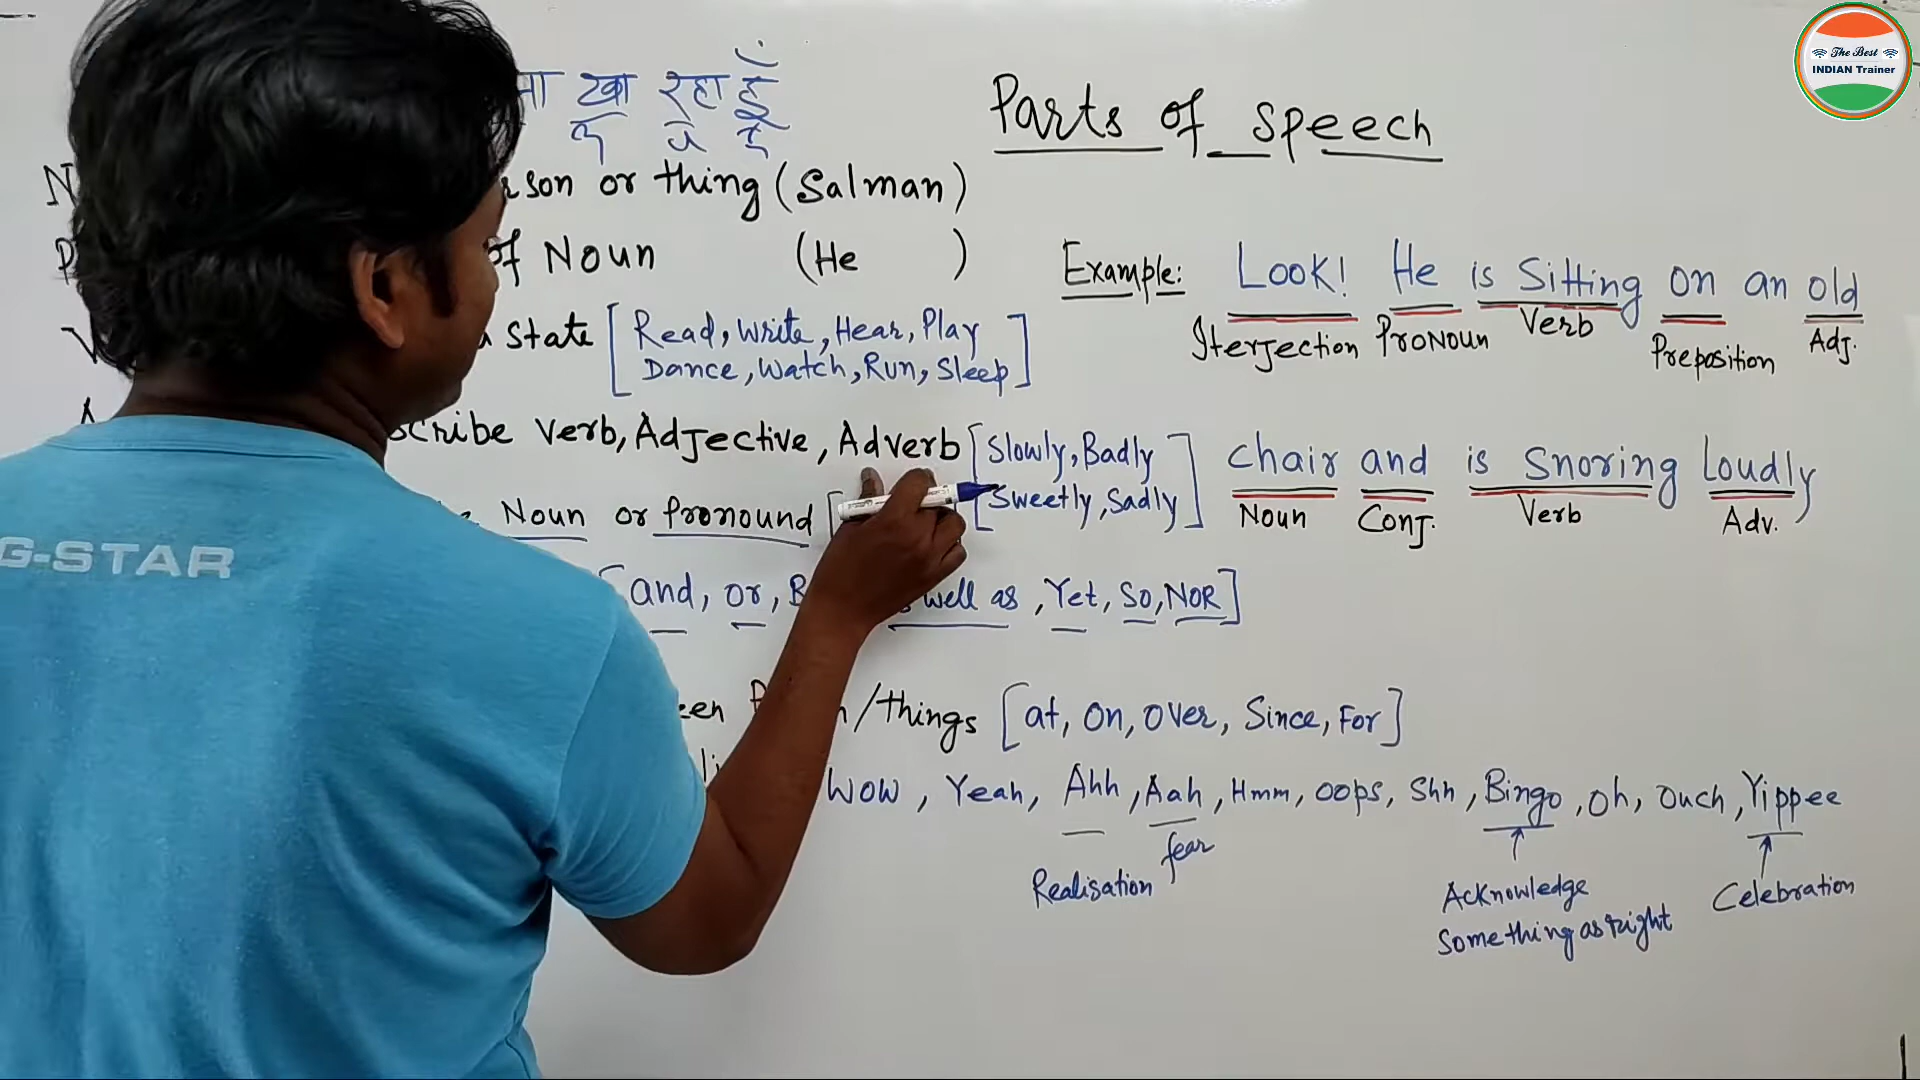 The Best
INDIAN Trainer
खा रहा
Parts of speech
or thing (Salman)
of Noun (He )
state [Read, Write, Hear, Play
Dance, Watch, Run, Sleep]
Example: Look! He is Sitting on an old
Iterjection ProNoun Verb Preposition Adj.
Verb, Adjective, Adverb [Slowly, Badly
Sweetly, Sadly]
chair and is Snoring Loudly
Noun Conj. Verb Adv.
Noun or Pronound [
G-STAR
[and, or, well as, Yet, So, NOR]
/things [at, on, over, Since, For]
Wow, Yeah, Ahh, Aah, Hmm, oops, Shh, Bingo, oh, ouch, Yippee
Realisation
fear
Acknowledge
Something as right
Celebration